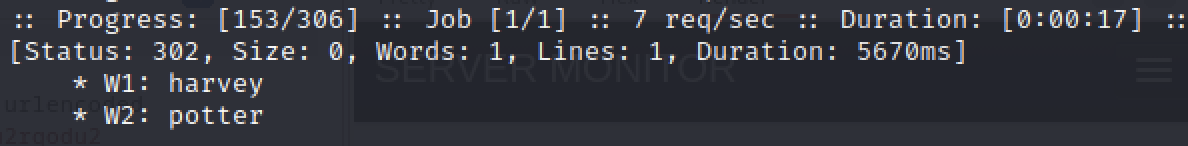 :: Progress: [153/306] :: Job [1/1] :: 7 req/sec :: Duration: [0:00:17] ::
[Status: 302, Size: 0, Words: 1, Lines: 1, Duration: 5670ms]
SERVER MONITOR
* W1: harvey
urlencoded
* W2: potter